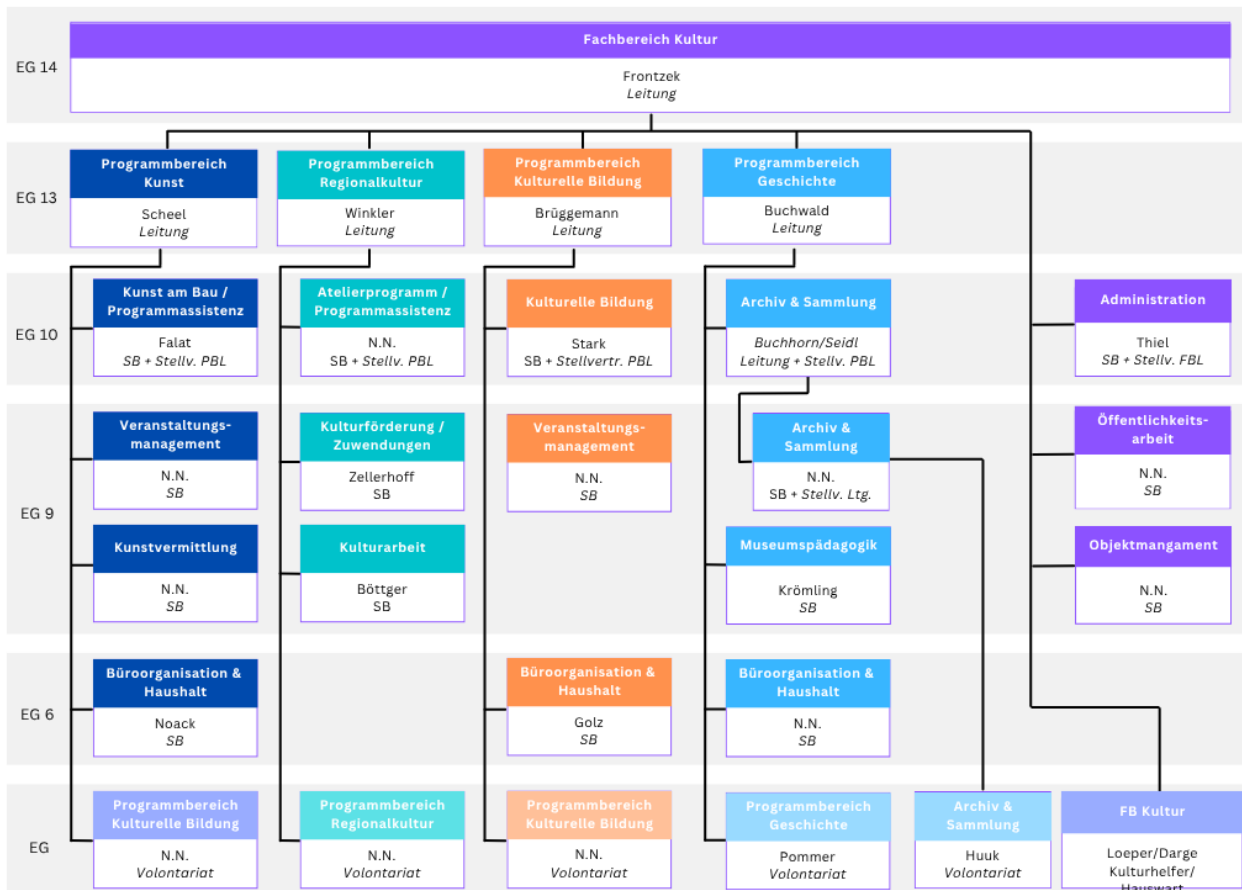 Fachbereich Kultur
EG 14
Frontzek
Leitung
Programmbereich
Kunst
Programmbereich
Regionalkultur
Programmbereich
Kulturelle Bildung
Programmbereich
Geschichte
EG 13
Scheel
Leitung
Winkler
Leitung
Brüggemann
Leitung
Buchwald
Leitung
Kunst am Bau /
Programmassistenz
Atelierprogramm /
Programmassistenz
Kulturelle Bildung
Archiv & Sammlung
Administration
EG 10
Falat
SB + Stellv. PBL
N.N.
SB + Stellv. PBL
Stark
SB + Stellvertr. PBL
Buchhorn/Seidl
Leitung + Stellv. PBL
Thiel
SB + Stellv. FBL
Veranstaltungs-
management
Kulturförderung /
Zuwendungen
Veranstaltungs-
management
Archiv &
Sammlung
Öffentlichkeits-
arbeit
N.N.
SB
Zellerhoff
SB
N.N.
SB
N.N.
SB + Stellv. Ltg.
N.N.
SB
EG 9
Kunstvermittlung
Kulturarbeit
Museumspädagogik
Objektmangament
N.N.
SB
Böttger
SB
Krömling
SB
N.N.
SB
Büroorganisation &
Haushalt
Büroorganisation &
Haushalt
Büroorganisation &
Haushalt
EG 6
Noack
SB
Golz
SB
N.N.
SB
Programmbereich
Kulturelle Bildung
Programmbereich
Regionalkultur
Programmbereich
Kulturelle Bildung
Programmbereich
Geschichte
Archiv &
Sammlung
FB Kultur
EG
N.N.
Volontariat
N.N.
Volontariat
N.N.
Volontariat
Pommer
Volontariat
Huuk
Volontariat
Loeper/Darge
Kulturhelfer/
Hauswart